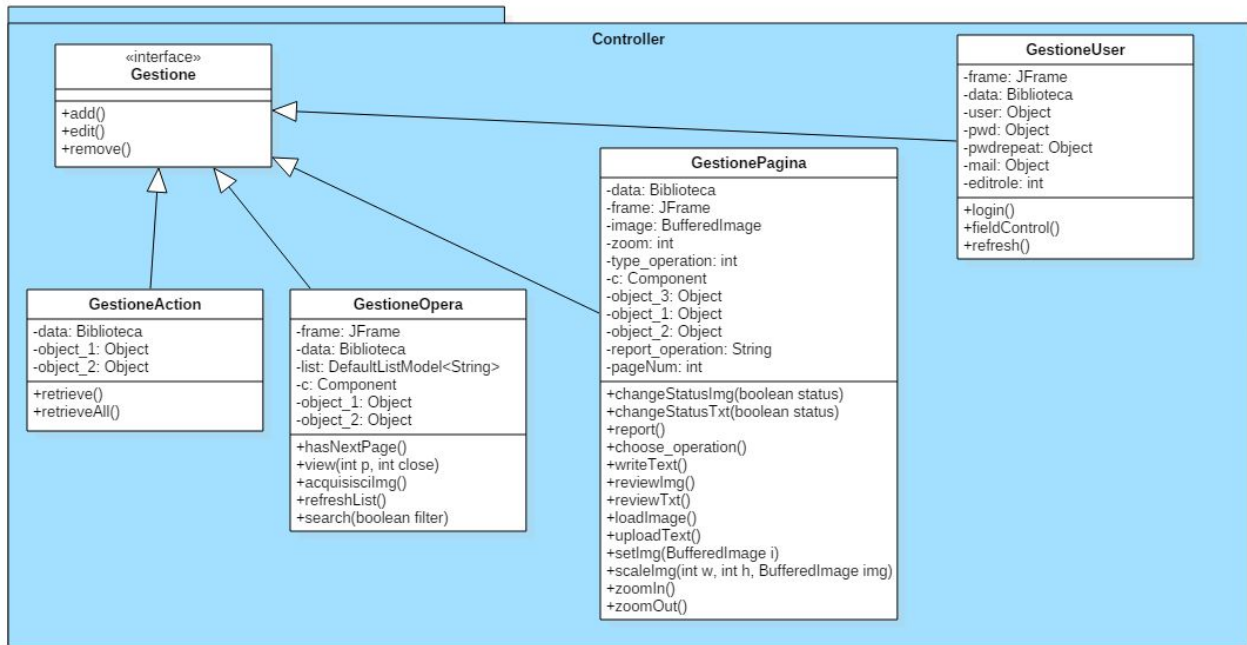 Controller
«interface»
Gestione
+add()
+edit()
+remove()
GestioneUser
-frame: JFrame
-data: Biblioteca
-user: Object
-pwd: Object
-pwdrepeat: Object
-mail: Object
-editrole: int
+login()
+fieldControl()
+refresh()
GestionePagina
-data: Biblioteca
-frame: JFrame
-image: BufferedImage
-zoom: int
-type_operation: int
-c: Component
-object_3: Object
-object_1: Object
-object_2: Object
-report_operation: String
-pageNum: int
+changeStatusImg(boolean status)
+changeStatusTxt(boolean status)
+report()
+choose_operation()
+writeText()
+reviewImg()
+reviewTxt()
+loadImage()
+uploadText()
+setImg(BufferedImage i)
+scaleImg(int w, int h, BufferedImage img)
+zoomIn()
+zoomOut()
GestioneAction
-data: Biblioteca
-object_1: Object
-object_2: Object
+retrieve()
+retrieveAll()
GestioneOpera
-frame: JFrame
-data: Biblioteca
-list: DefaultListModel<String>
-c: Component
-object_1: Object
-object_2: Object
+hasNextPage()
+view(int p, int close)
+acquisisciImg()
+refreshList()
+search(boolean filter)